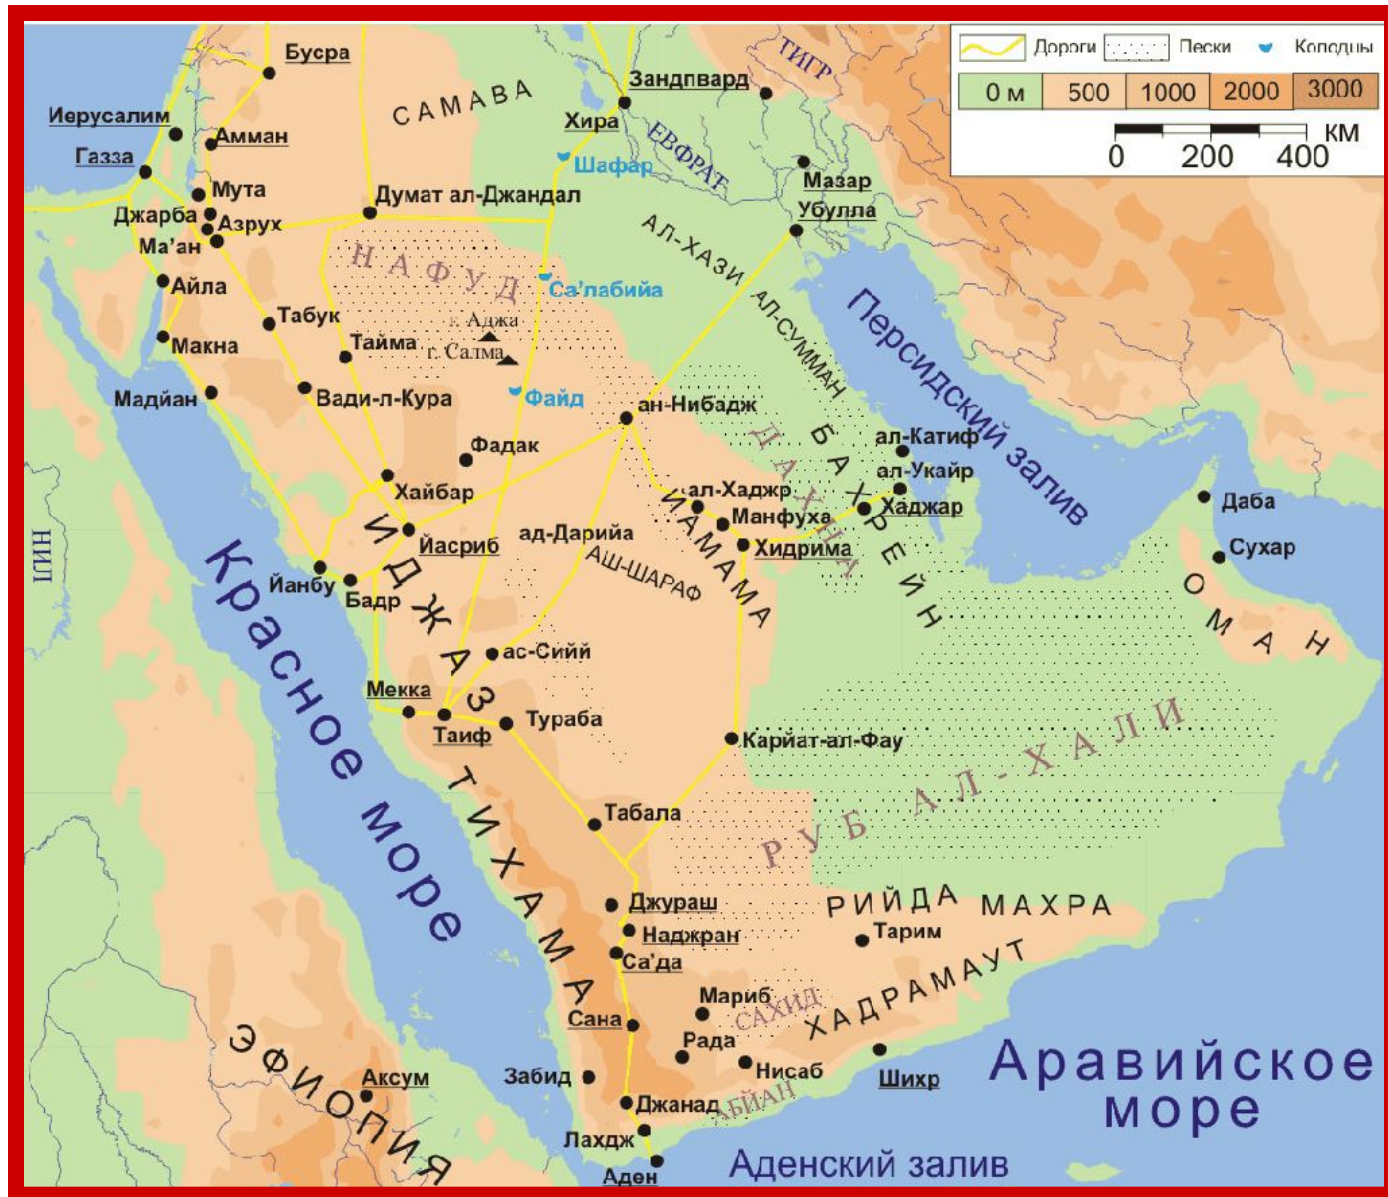 Дороги
Пески
Колодцы
0 м
500
1000
2000
3000
КМ
0
200
400
Бусра
САМАВА
Зандпвард
ТИГР
Иерусалим
Амман
Хира
ЕВФРАТ
Газза
Шафар
Мазар
Мута
Думат ал-Джандал
Убулла
Джарба
Азрух
Ма’ан
АЛ-ХАЗИ
НАФУД
Айла
Са’лабийа
АЛ-СУММАН
Персидский залив
Табук
г. Аджа
Макна
Тайма
г. Салма
Мадйан
Вади-л-Кура
Файд
ан-Нибадж
БАХРЕЙН
ДАХНА
ал-Катиф
Фадак
ал-Укайр
Хайбар
ал-Хаджр
Хаджар
Даба
ИАМАМА
Манфуха
НИЛ
ХИДЖАЗ
Йасриб
ад-Дарийа
Хидрима
Сухар
АШ-ШАРАФ
Йанбу
Бадр
ОМАН
Красное море
ас-Сийй
Мекка
Таиф
Тураба
Карйат-ал-Фау
РУБ АЛ-ХАЛИ
ТИХАМА
Табала
Джураш
РИЙДА
МАХРА
Наджран
Тарим
Са’да
ХАДРАМАУТ
Мариб
САХИД
Сана
ЭФИОПИЯ
Рада
Аравийское
море
Аксум
Забид
Нисаб
Шихр
Джанад
АБЙАН
Лахдж
Аден
Аденский залив